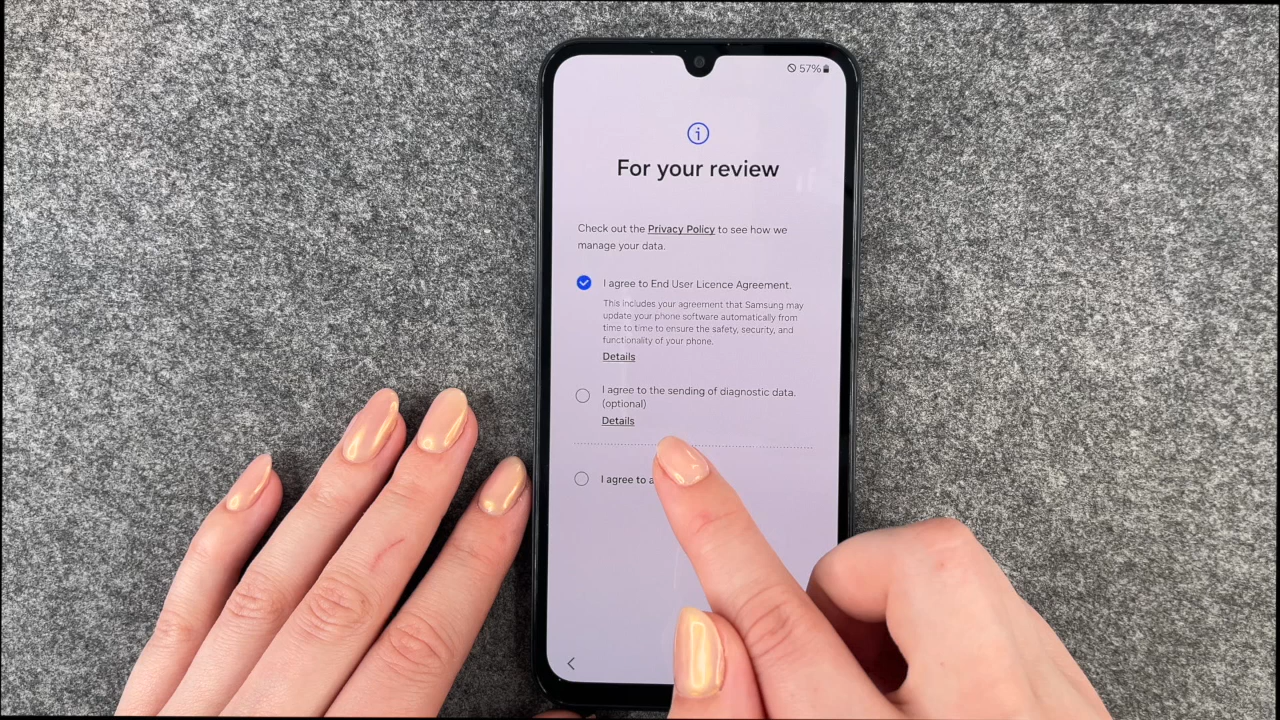 57%
For your review
Check out the Privacy Policy to see how we
manage your data.
I agree to End User Licence Agreement.
This includes your agreement that Samsung may
update your phone software automatically from
time to time to ensure the safety, security, and
functionality of your phone.
Details
I agree to the sending of diagnostic data.
(optional)
Details
I agree to